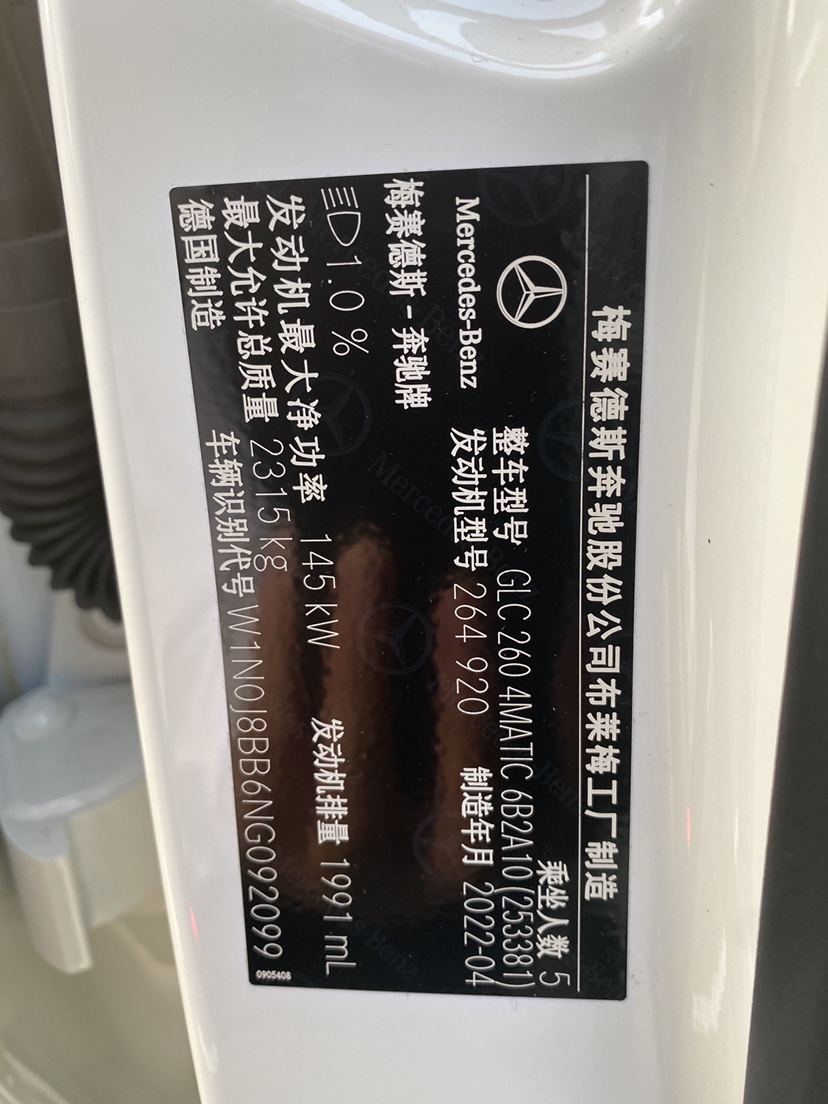 梅赛德斯奔驰股份公司布莱梅工厂制造
乘坐人数 5
整车型号 GLC 260 4MATIC 6B2A10 (253381)
Mercedes-Benz
发动机型号 264 920 制造年月 2022-04
梅赛德斯-奔驰牌
1.0 %
发动机最大净功率 145 kW 发动机排量 1991 mL
最大允许总质量 2315 kg
德国制造 车辆识别代号 W1N0J8BB6NG092099
0905408